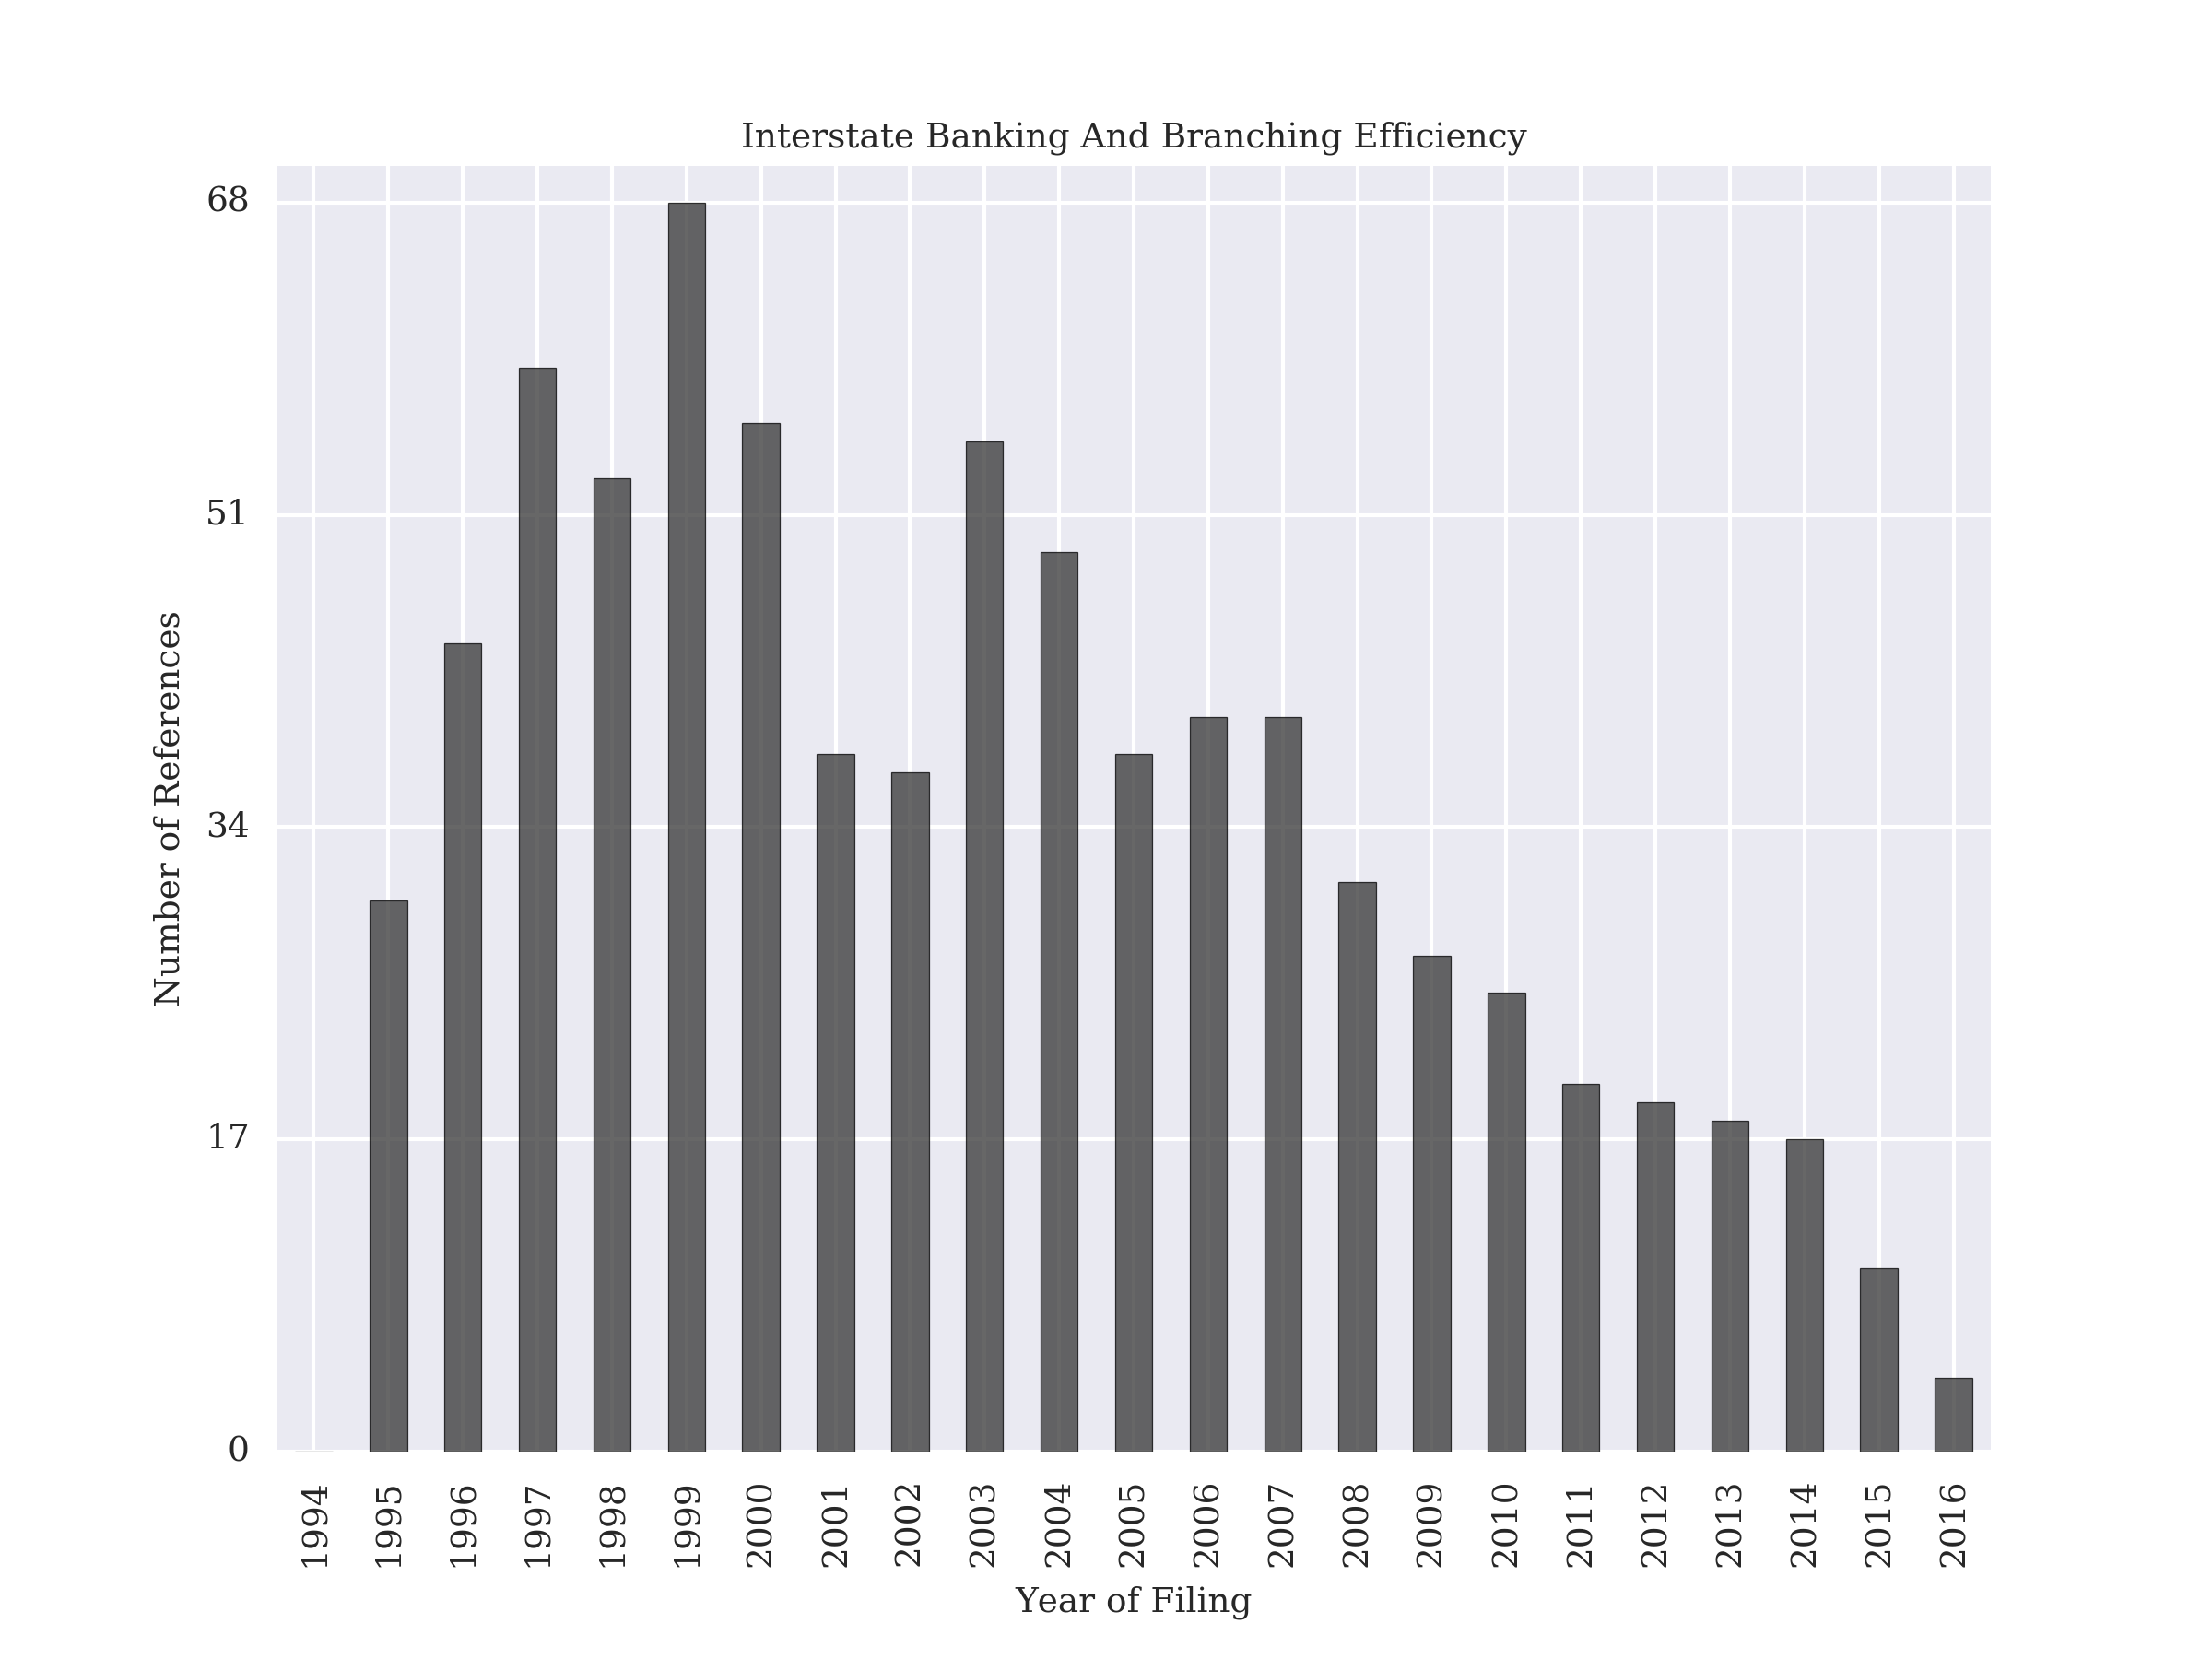 Interstate Banking And Branching Efficiency
68
51
34
17
0
Number of References
1994 1995 1996 1997 1998 1999 2000 2001 2002 2003 2004 2005 2006 2007 2008 2009 2010 2011 2012 2013 2014 2015 2016
Year of Filing